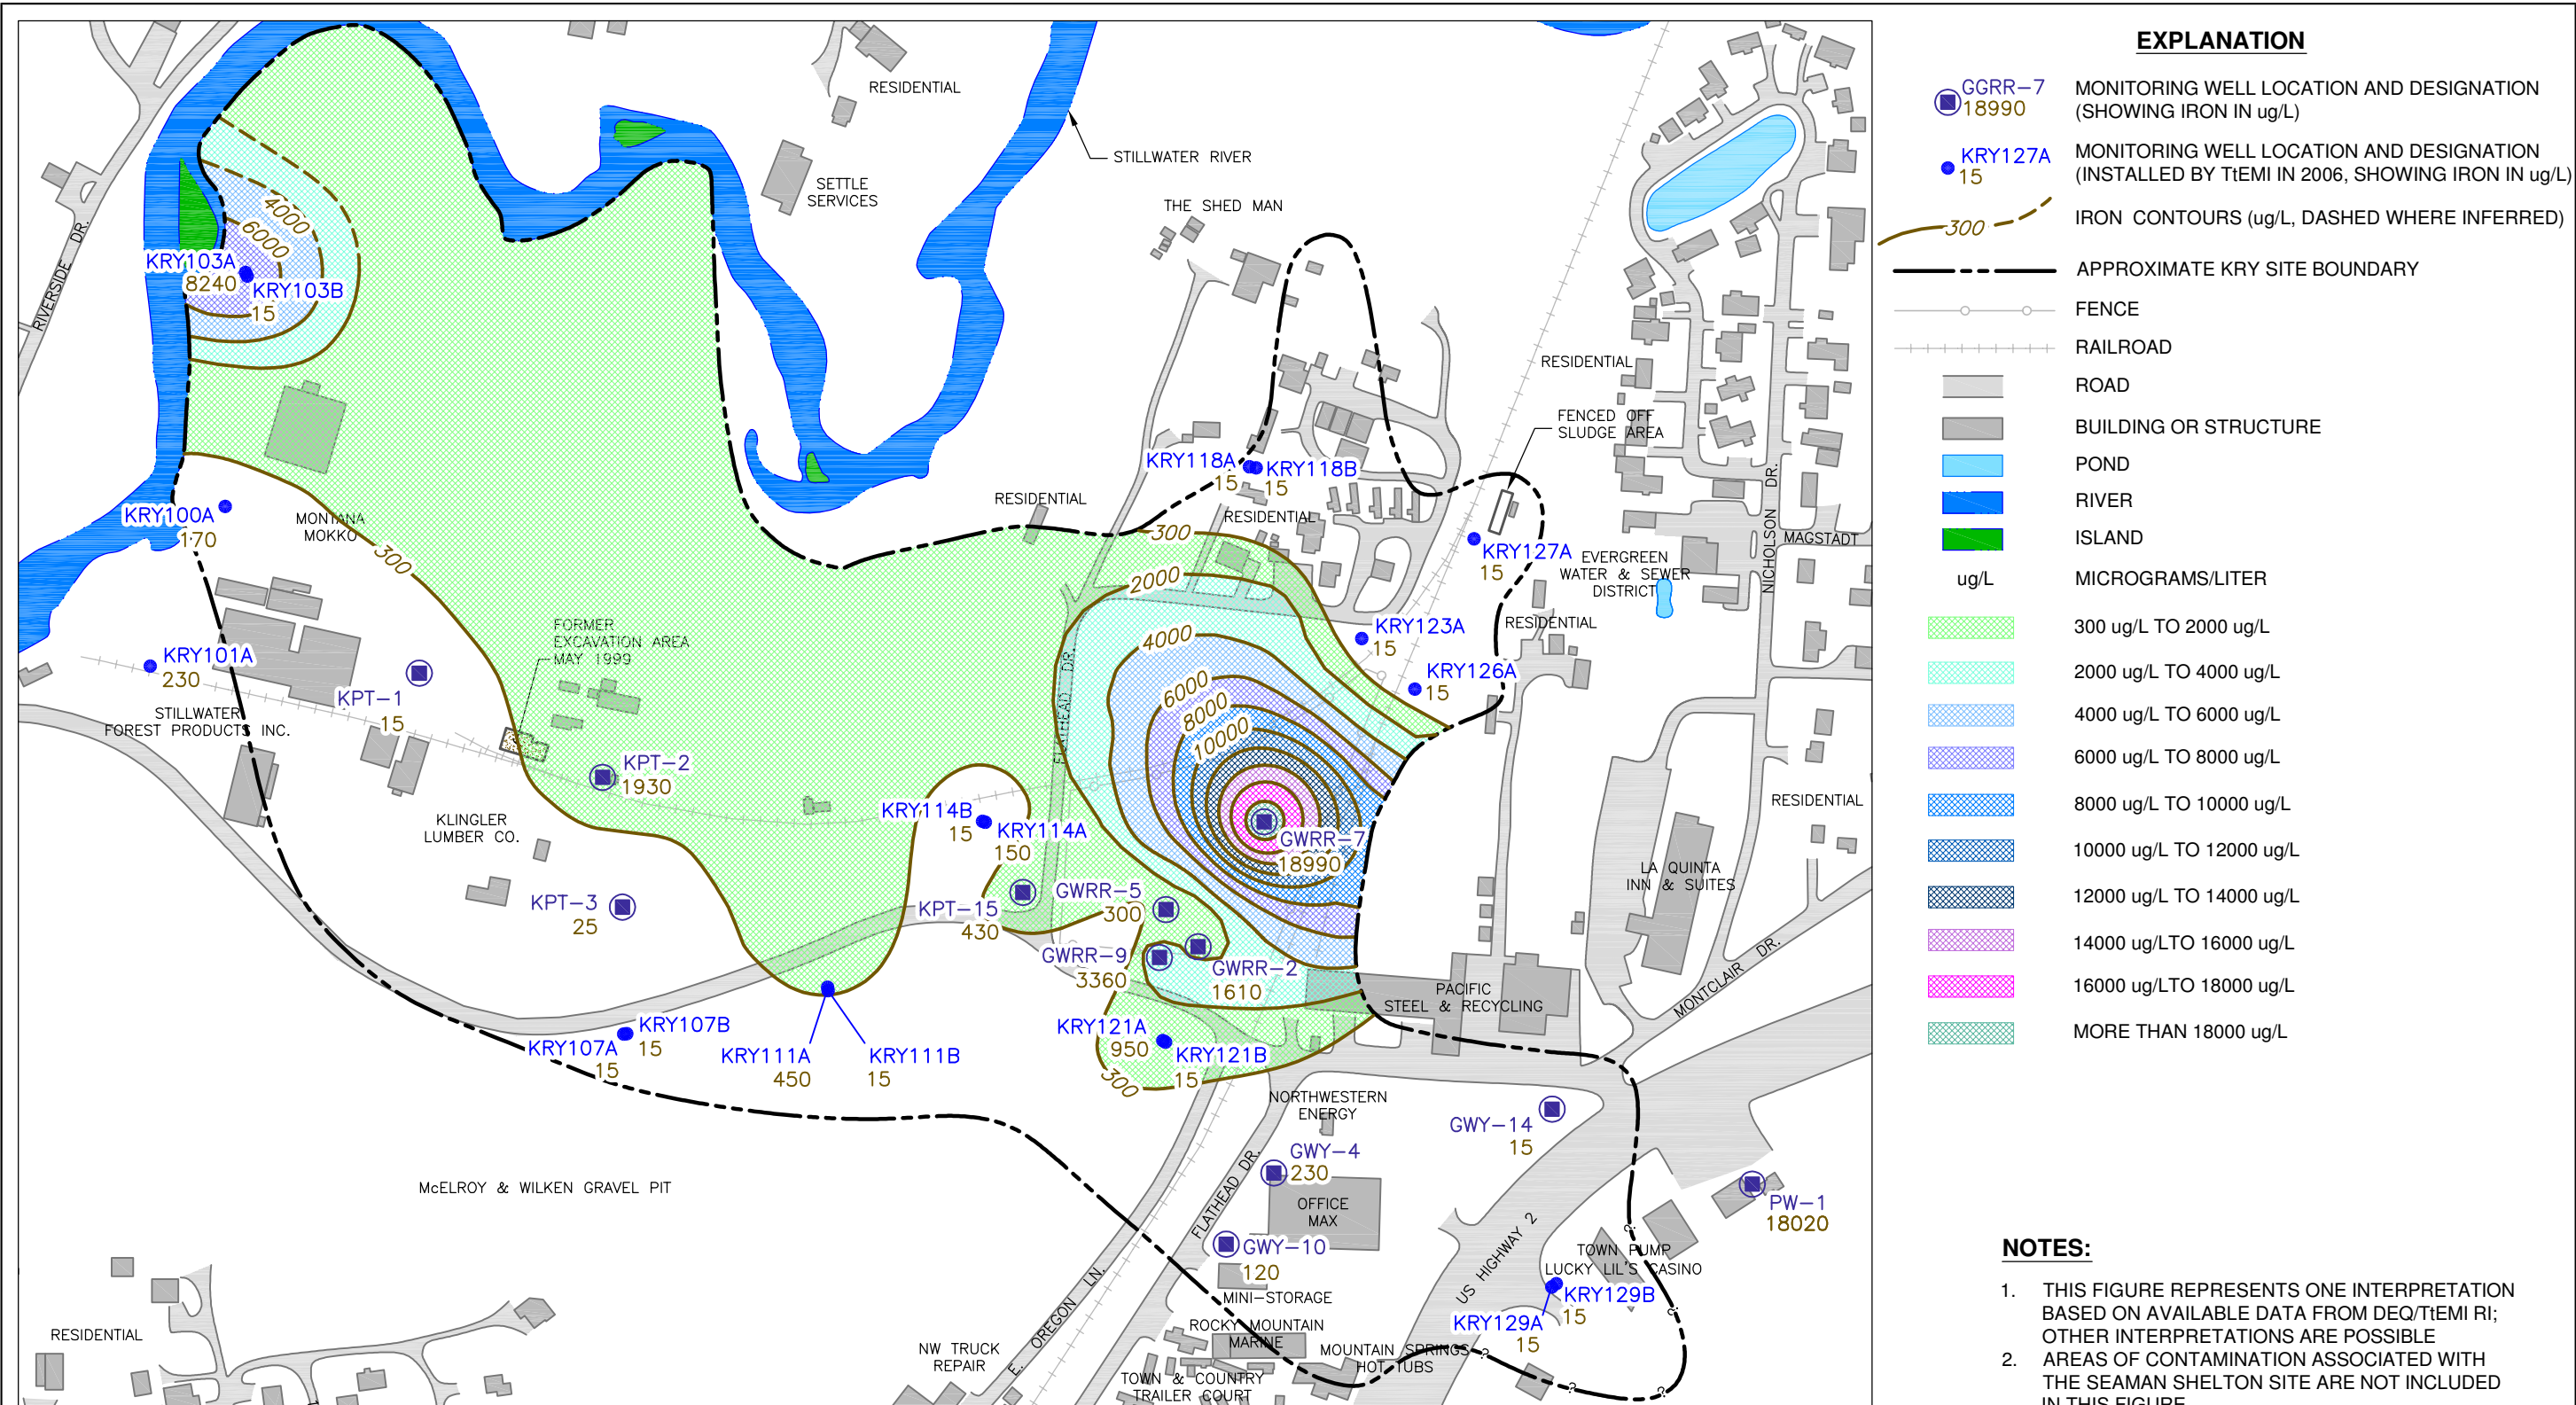 RESIDENTIAL
STILLWATER RIVER
SETTLE
SERVICES
THE SHED MAN
RIVERSIDE DR.
4000
6000
KRY103A
8240
KRY103B
15
RESIDENTIAL
FENCED OFF
SLUDGE AREA
KRY118A
15
KRY118B
15
RESIDENTIAL
RESIDENTIAL
KRY100A
170
MONTANA
MOKKO
300
300
2000
4000
6000
8000
10000
KRY127A
15
EVERGREEN
WATER & SEWER
DISTRICT
NICHOLSON DR.
MAGSTADT
RESIDENTIAL
FORMER
EXCAVATION AREA
MAY 1999
KRY123A
15
KRY126A
15
KRY101A
230
KPT-1
15
STILLWATER
FOREST PRODUCTS INC.
FLATHEAD DR.
KPT-2
1930
KRY114B
15
KRY114A
150
KLINGLER
LUMBER CO.
GWRR-7
18990
RESIDENTIAL
LA QUINTA
INN & SUITES
KPT-3
25
KPT-15
430
GWRR-5
300
GWRR-9
3360
GWRR-2
1610
PACIFIC
STEEL & RECYCLING
MONTCLAIR DR.
KRY107B
15
KRY107A
15
KRY111A
450
KRY111B
15
KRY121A
950
KRY121B
15
300
NORTHWESTERN
ENERGY
GWY-14
15
GWY-4
230
OFFICE
MAX
FLATHEAD DR.
McELROY & WILKEN GRAVEL PIT
PW-1
18020
GWY-10
120
MINI-STORAGE
US HIGHWAY 2
TOWN PUMP
LUCKY LIL'S CASINO
KRY129B
15
KRY129A
15
E. OREGON LN.
RESIDENTIAL
NW TRUCK
REPAIR
ROCKY MOUNTAIN
MARINE
MOUNTAIN SPRINGS
HOT TUBS
TOWN & COUNTRY
TRAILER COURT
?
?
?
?
?
?
EXPLANATION
GGRR-7
18990
MONITORING WELL LOCATION AND DESIGNATION
(SHOWING IRON IN ug/L)
KRY127A
15
MONITORING WELL LOCATION AND DESIGNATION
(INSTALLED BY TtEMI IN 2006, SHOWING IRON IN ug/L)
300
IRON CONTOURS (ug/L, DASHED WHERE INFERRED)
APPROXIMATE KRY SITE BOUNDARY
FENCE
RAILROAD
ROAD
BUILDING OR STRUCTURE
POND
RIVER
ISLAND
ug/L MICROGRAMS/LITER
300 ug/L TO 2000 ug/L
2000 ug/L TO 4000 ug/L
4000 ug/L TO 6000 ug/L
6000 ug/L TO 8000 ug/L
8000 ug/L TO 10000 ug/L
10000 ug/L TO 12000 ug/L
12000 ug/L TO 14000 ug/L
14000 ug/LTO 16000 ug/L
16000 ug/LTO 18000 ug/L
MORE THAN 18000 ug/L
NOTES:
1. THIS FIGURE REPRESENTS ONE INTERPRETATION
BASED ON AVAILABLE DATA FROM DEQ/TtEMI RI;
OTHER INTERPRETATIONS ARE POSSIBLE
2. AREAS OF CONTAMINATION ASSOCIATED WITH
THE SEAMAN SHELTON SITE ARE NOT INCLUDED
IN THIS FIGURE